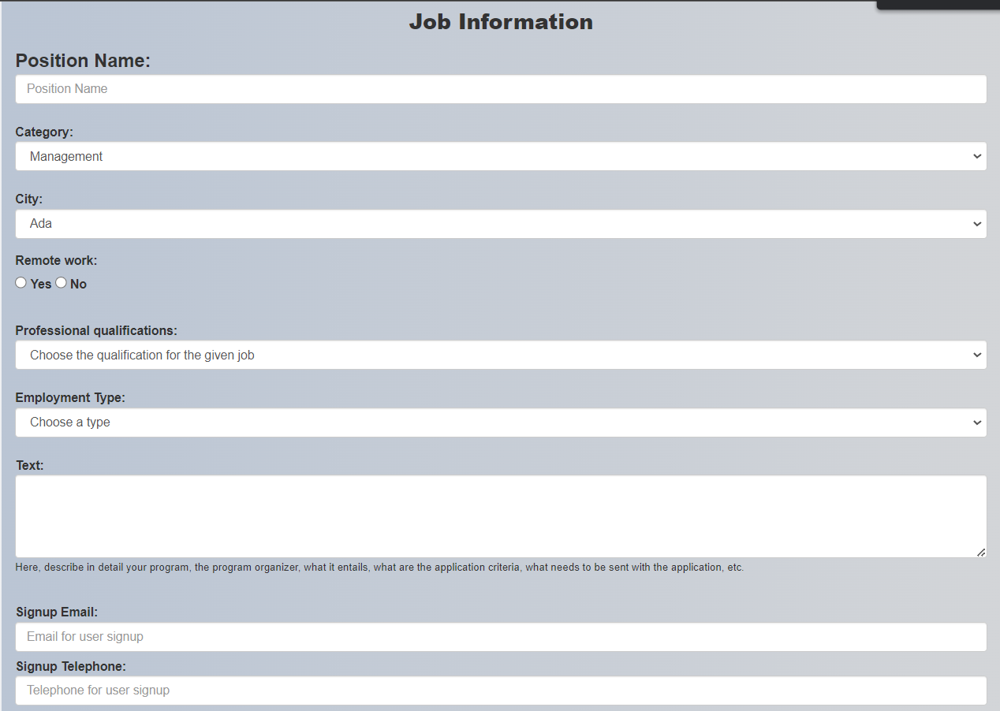 Job Information
Position Name:
Position Name
Category:
Management
City:
Ada
Remote work:
Yes No
Professional qualifications:
Choose the qualification for the given job
Employment Type:
Choose a type
Text:
Here, describe in detail your program, the program organizer, what it entails, what are the application criteria, what needs to be sent with the application, etc.
Signup Email:
Email for user signup
Signup Telephone:
Telephone for user signup